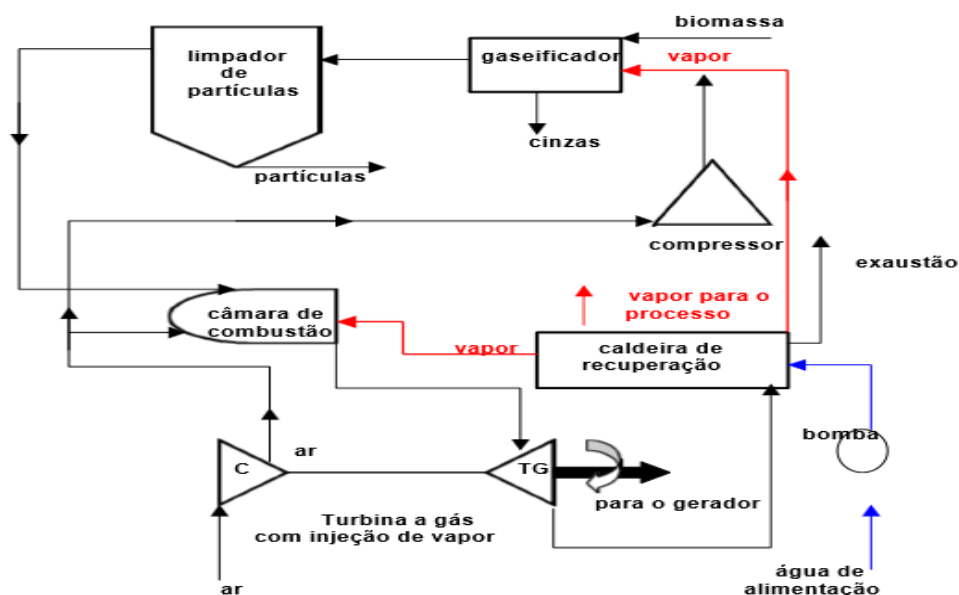 biomassa
limpador
de
partículas
gaseificador
vapor
cinzas
partículas
compressor
exaustão
vapor para o
processo
câmara de
combustão
vapor
caldeira de
recuperação
bomba
ar
C
TG
para o gerador
Turbina a gás
com injeção de vapor
água de
alimentação
ar